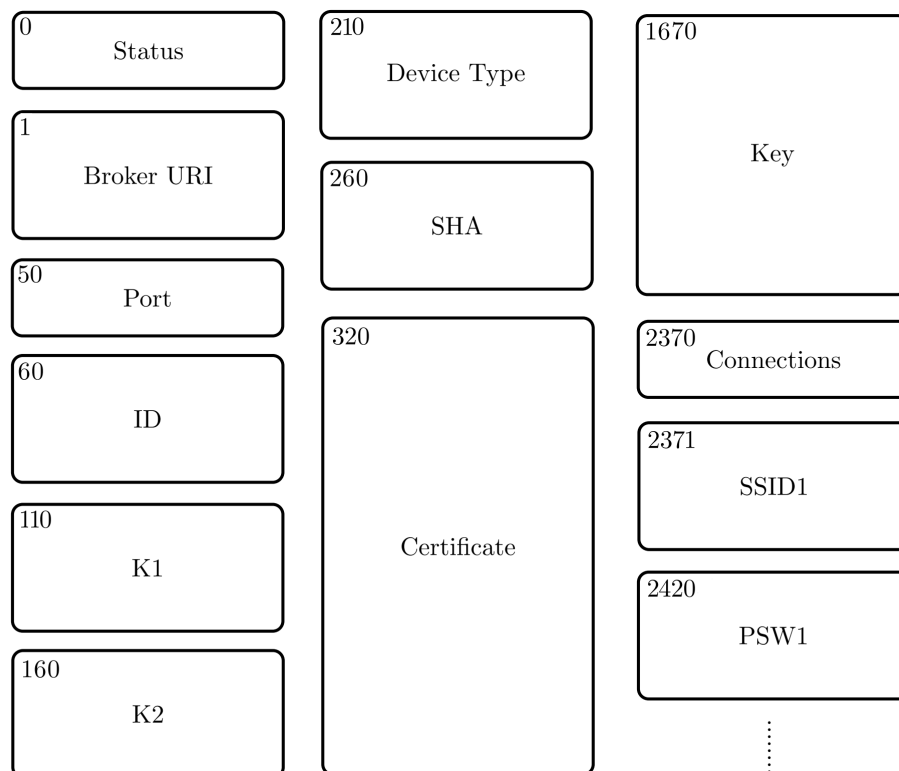 0
Status
1
Broker URI
50
Port
60
ID
110
K1
160
K2
210
Device Type
260
SHA
320
Certificate
1670
Key
2370
Connections
2371
SSID1
2420
PSW1